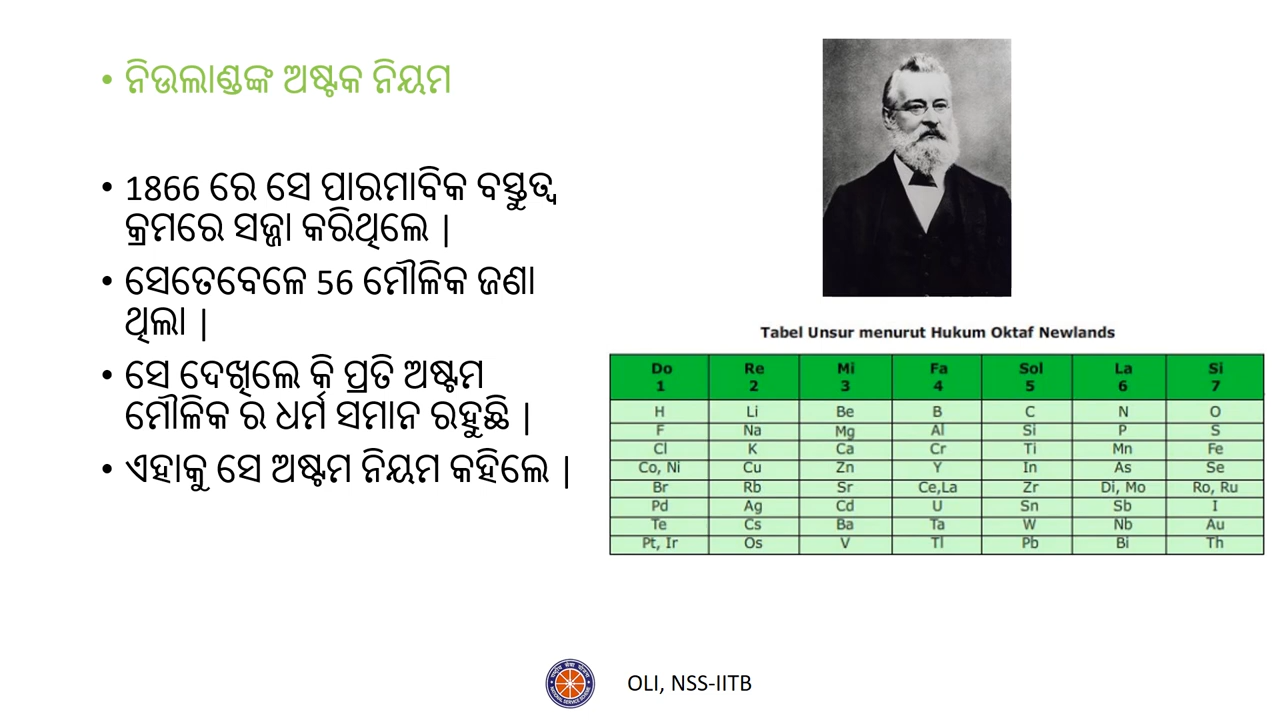 • ନିଉଲାଣ୍ଡଙ୍କ ଅଷ୍ଟକ ନିୟମ
• 1866 ରେ ସେ ପାରମାବିକ ବସ୍ତୁତ୍ୱ
କ୍ରମରେ ସଜ୍ଜା କରିଥିଲେ |
• ସେତେବେଳେ 56 ମୌଳିକ ଜଣା
ଥିଲା |
• ସେ ଦେଖିଲେ କି ପ୍ରତି ଅଷ୍ଟମ
ମୌଳିକ ର ଧର୍ମ ସମାନ ରହୁଛି |
• ଏହାକୁ ସେ ଅଷ୍ଟମ ନିୟମ କହିଲେ |
Tabel Unsur menurut Hukum Oktaf Newlands
Do Re Mi Fa Sol La Si
1 2 3 4 5 6 7
H Li Be B C N O
F Na Mg Al Si P S
Cl K Ca Cr Ti Mn Fe
Co, Ni Cu Zn Y In As Se
Br Rb Sr Ce,La Zr Di, Mo Ro, Ru
Pd Ag Cd U Sn Sb I
Te Cs Ba Ta W Nb Au
Pt, Ir Os V Tl Pb Bi Th
OLI, NSS-IITB